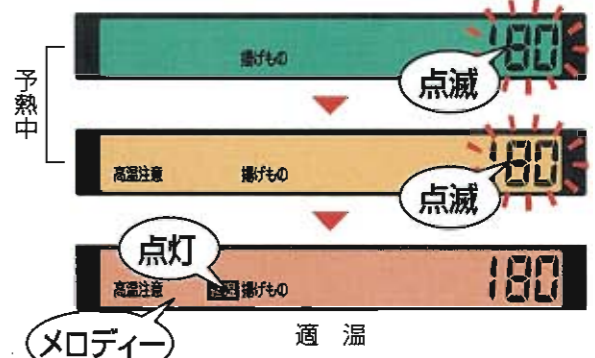 180
揚げもの
点滅
予熱中
180
高温注意 揚げもの
点滅
点灯
高温注意 適温 揚げもの 180
メロディー
適温